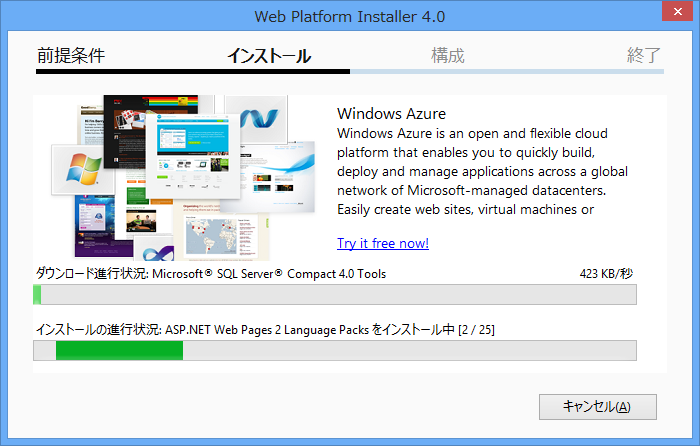 Web Platform Installer 4.0
前提条件 インストール 構成 終了
Windows Azure
Windows Azure is an open and flexible cloud
platform that enables you to quickly build,
deploy and manage applications across a global
network of Microsoft-managed datacenters.
Easily create web sites, virtual machines or
Try it free now!
ダウンロード進行状況: Microsoft® SQL Server® Compact 4.0 Tools 423 KB/秒
インストールの進行状況: ASP.NET Web Pages 2 Language Packs をインストール中 [2 / 25]
キャンセル(A)